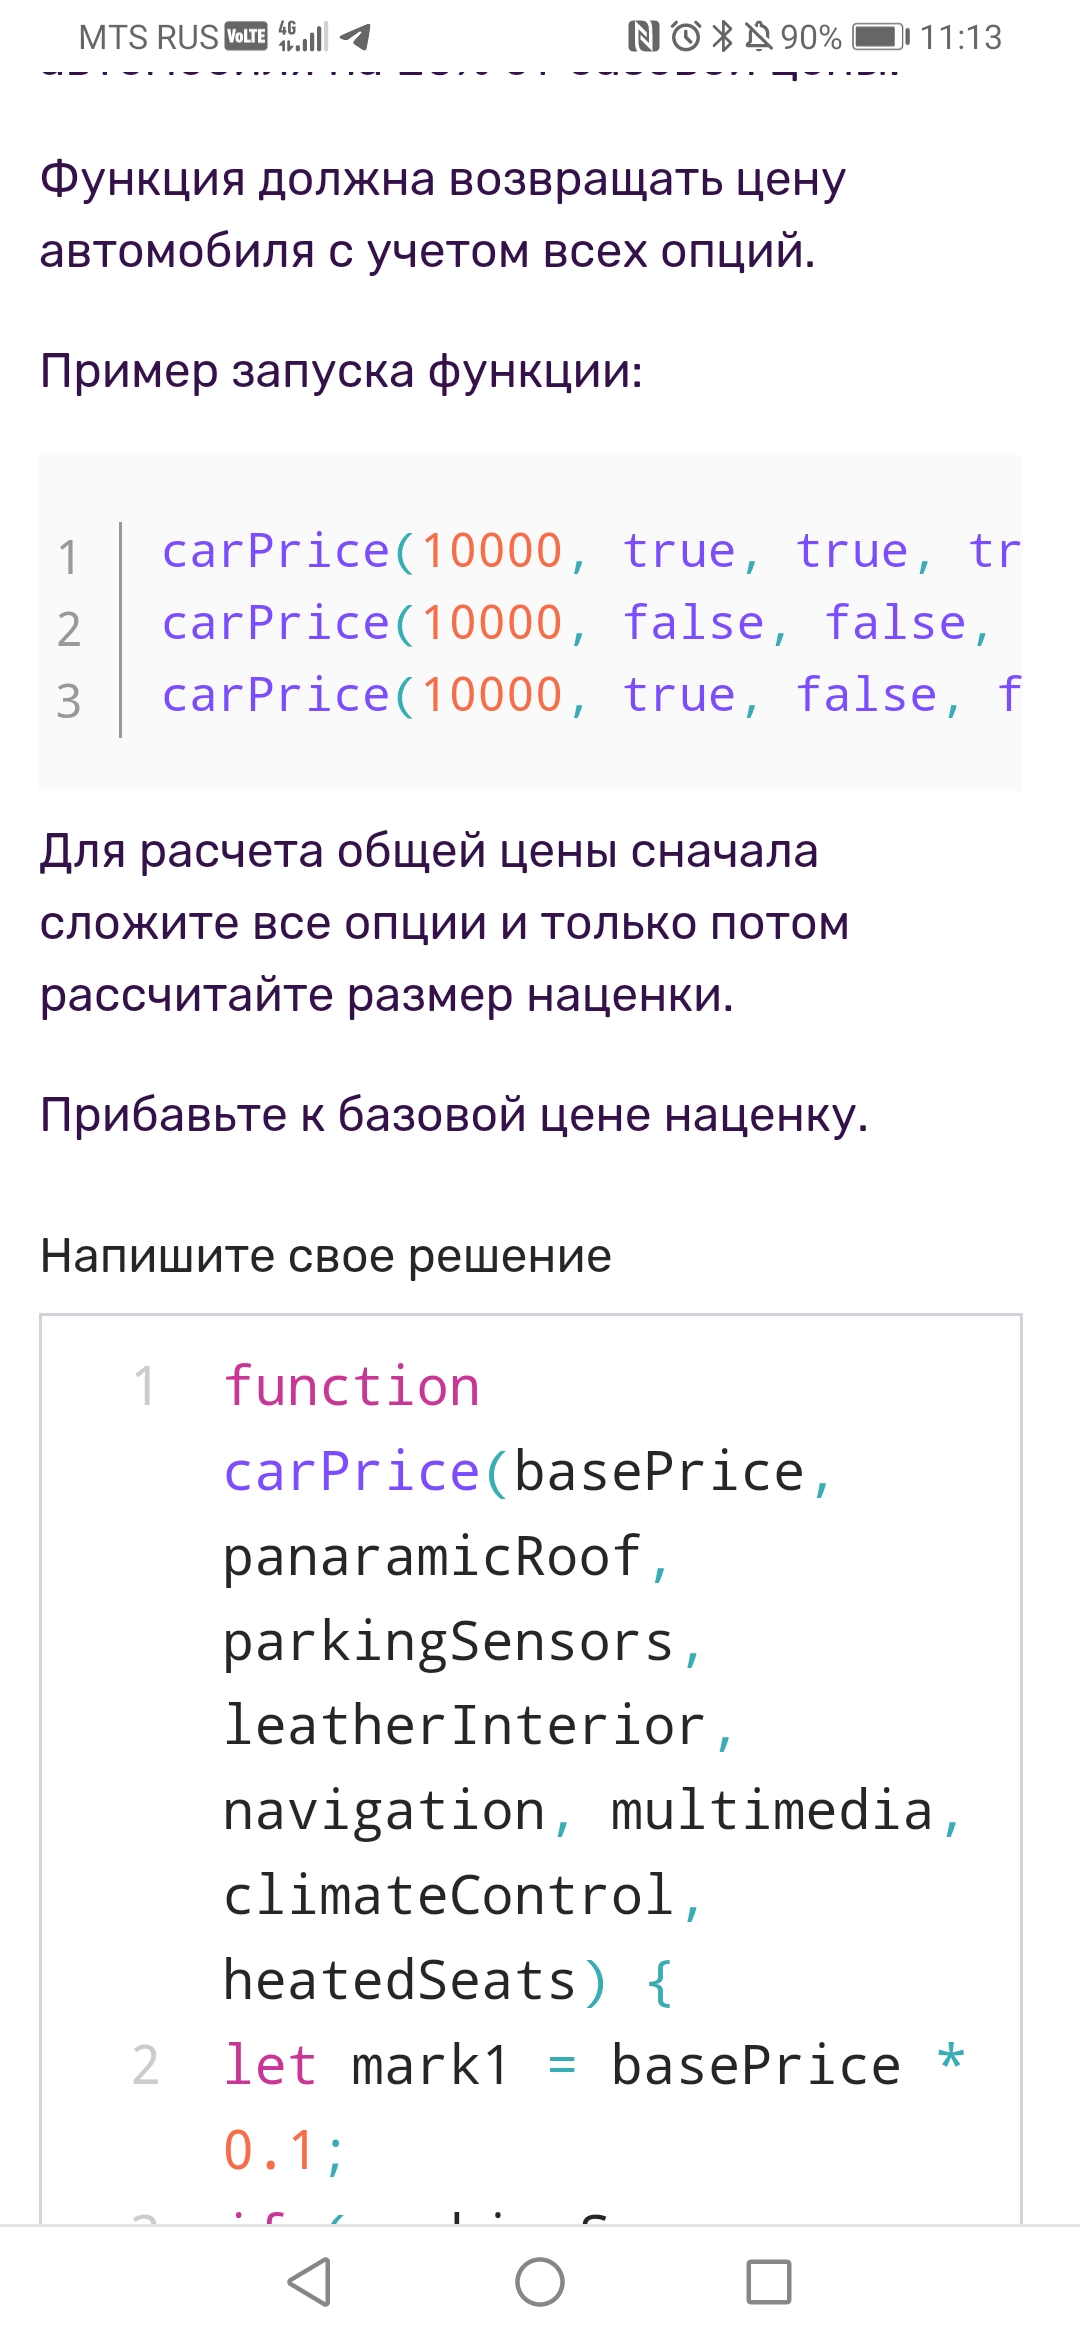 MTS RUS VoLTE 4G 90% 11:13
Функция должна возвращать цену
автомобиля с учетом всех опций.
Пример запуска функции:
1 carPrice(10000, true, true, tr
2 carPrice(10000, false, false,
3 carPrice(10000, true, false, f
Для расчета общей цены сначала
сложите все опции и только потом
рассчитайте размер наценки.
Прибавьте к базовой цене наценку.
Напишите свое решение
1 function
carPrice(basePrice,
panaramicRoof,
parkingSensors,
leatherInterior,
navigation, multimedia,
climateControl,
heatedSeats) {
2 let mark1 = basePrice *
0.1;